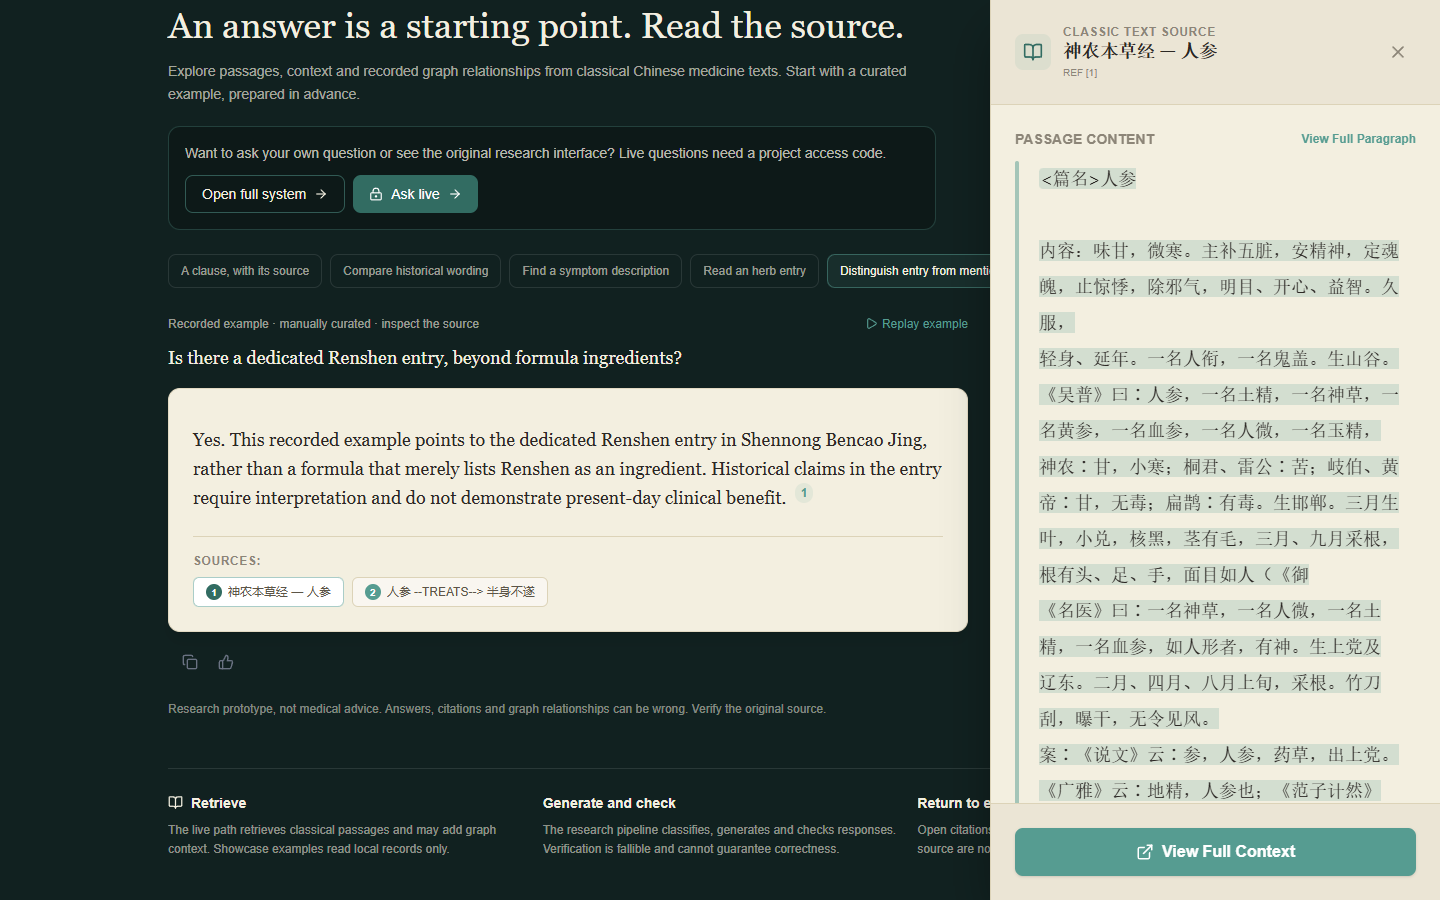 An answer is a starting point. Read the source.
Explore passages, context and recorded graph relationships from classical Chinese medicine texts. Start with a curated
example, prepared in advance.
Want to ask your own question or see the original research interface? Live questions need a project access code.
Open full system →
Ask live →
A clause, with its source
Compare historical wording
Find a symptom description
Read an herb entry
Distinguish entry from menti
Recorded example · manually curated · inspect the source
Replay example
Is there a dedicated Renshen entry, beyond formula ingredients?
Yes. This recorded example points to the dedicated Renshen entry in Shennong Bencao Jing,
rather than a formula that merely lists Renshen as an ingredient. Historical claims in the entry
require interpretation and do not demonstrate present-day clinical benefit. 1
SOURCES:
1 神农本草经 — 人参
2 人参 --TREATS--> 半身不遂
Research prototype, not medical advice. Answers, citations and graph relationships can be wrong. Verify the original source.
Retrieve
The live path retrieves classical passages and may add graph
context. Showcase examples read local records only.
Generate and check
The research pipeline classifies, generates and checks responses.
Verification is fallible and cannot guarantee correctness.
Return to e
Open citations
source are no
CLASSIC TEXT SOURCE
神农本草经 — 人参
REF [1]
PASSAGE CONTENT
View Full Paragraph
<篇名>人参
内容：味甘，微寒。主补五脏，安精神，定魂
魄，止惊悸，除邪气，明目、开心、益智。久
服，
轻身、延年。一名人衔，一名鬼盖。生山谷。
《吴普》曰：人参，一名土精，一名神草，一
名黄参，一名血参，一名人微，一名玉精，
神农：甘，小寒；桐君、雷公：苦；岐伯、黄
帝：甘，无毒；扁鹊：有毒。生邯郸。三月生
叶，小兑，核黑，茎有毛，三月、九月采根，
根有头、足、手，面目如人（《御
《名医》曰：一名神草，一名人微，一名土
精，一名血参，如人形者，有神。生上党及
辽东。二月、四月、八月上旬，采根。竹刀
刮，曝干，无令见风。
案：《说文》云：参，人参，药草，出上党。
《广雅》云：地精，人参也；《范子计然》
View Full Context